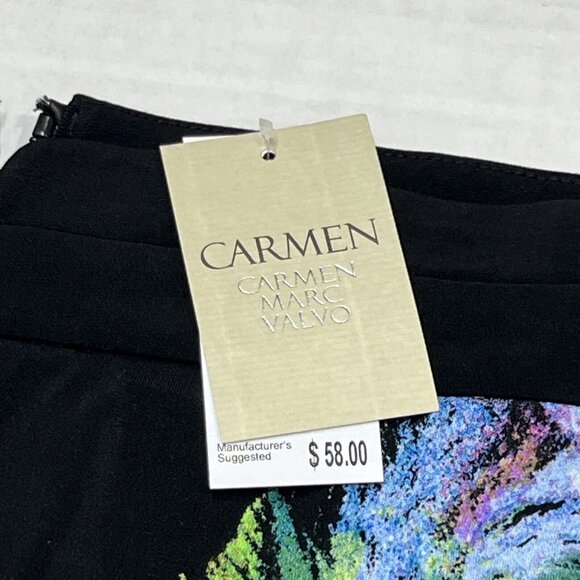 CARMEN
CARMEN
MARC
VALVO
Manufacturer's
Suggested
$ 58.00